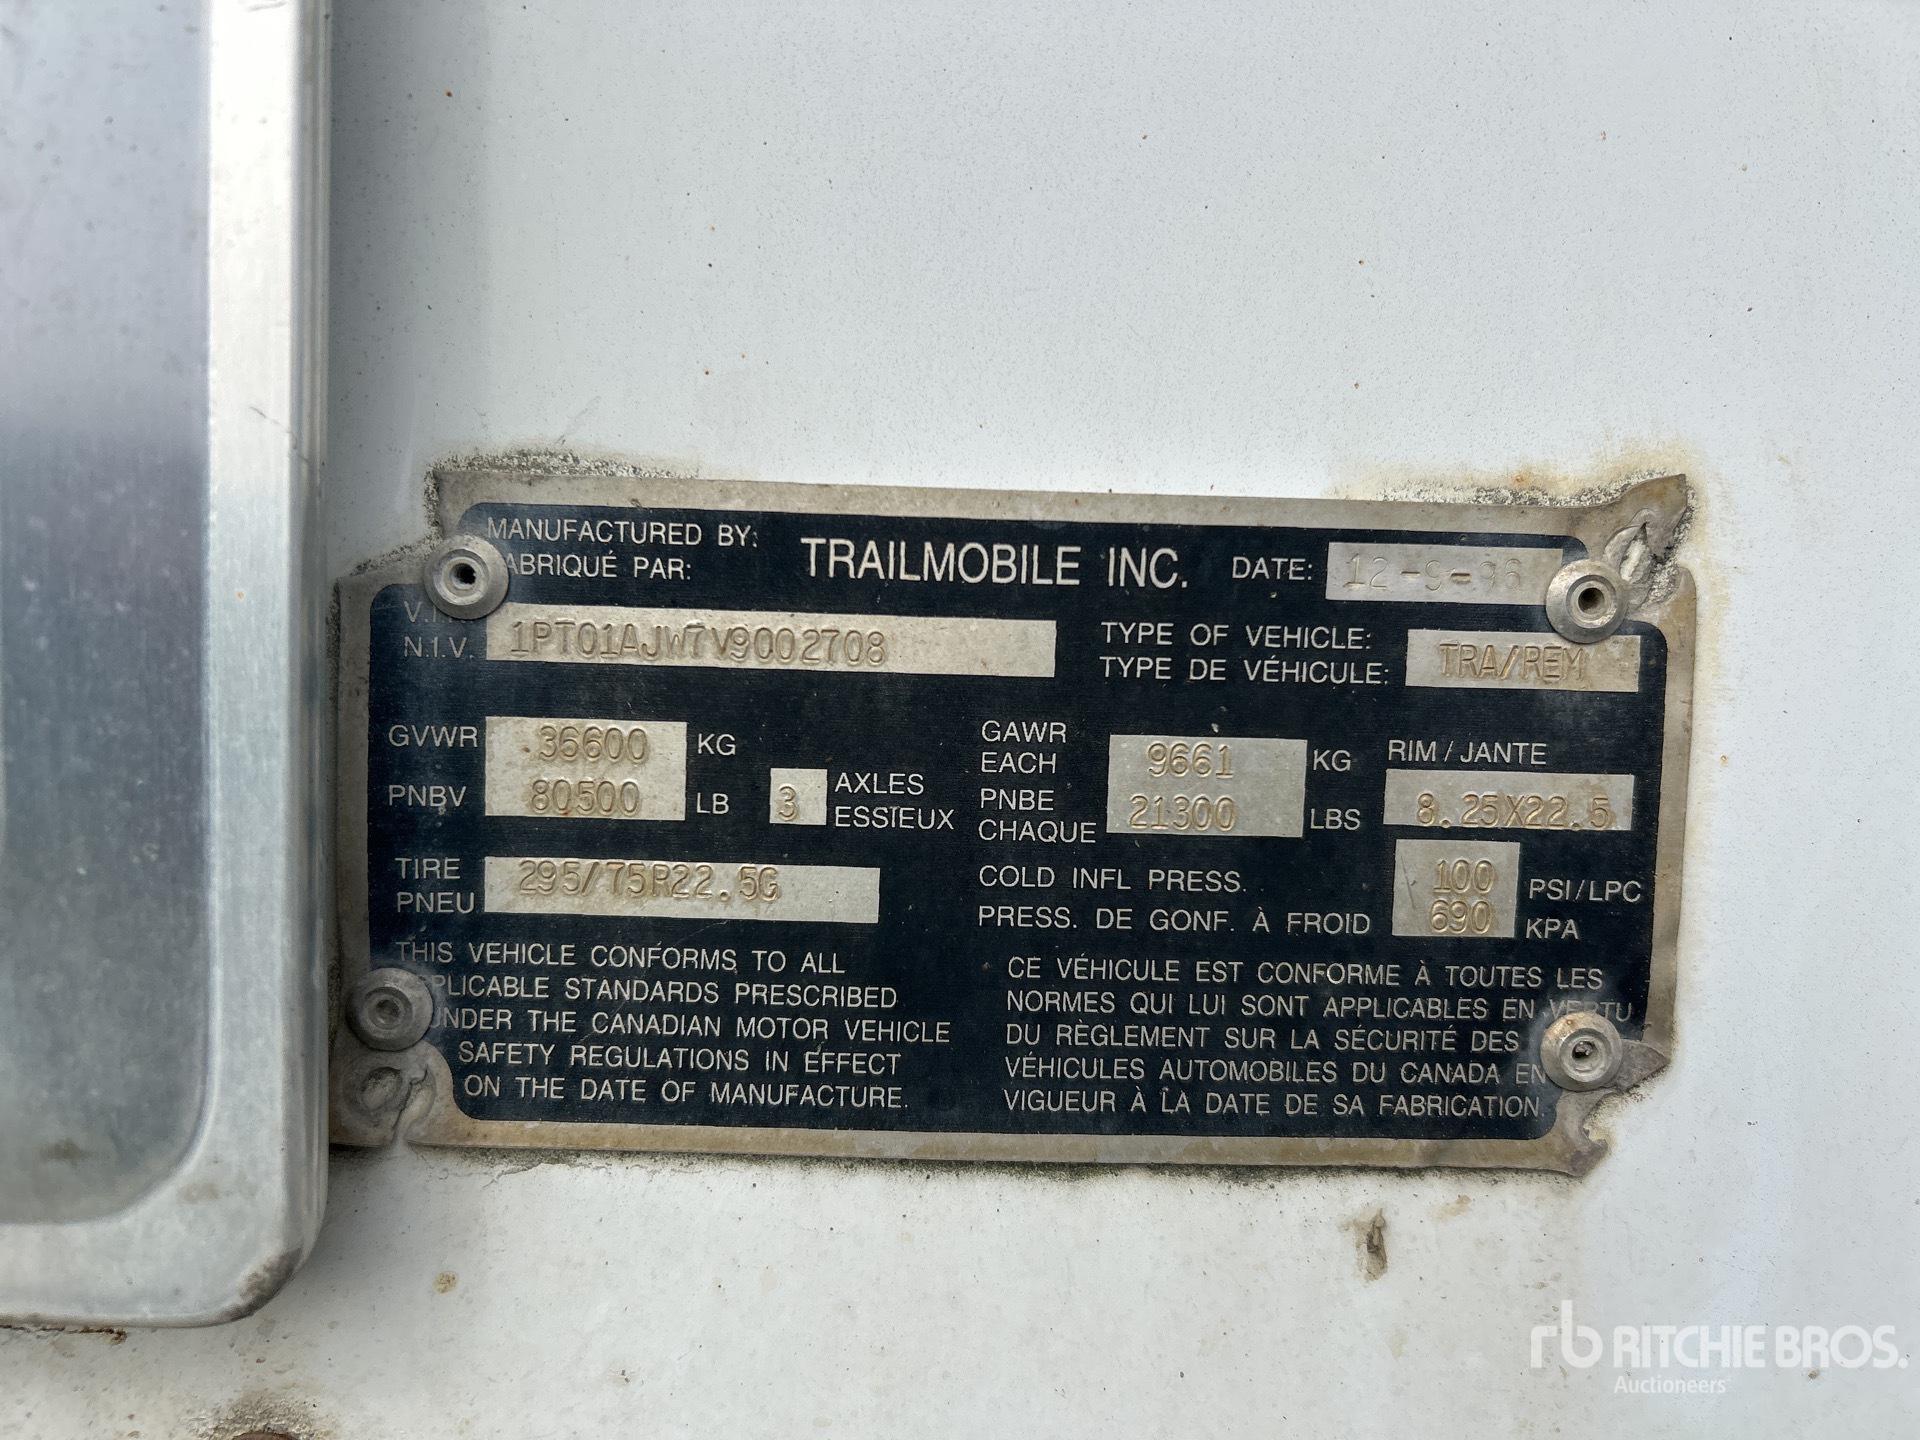 MANUFACTURED BY: TRAILMOBILE INC. DATE: 12-9-96
ABRIQUÉ PAR:
V.I.
N.I.V. 1PT01AJW7V9002708
TYPE OF VEHICLE:
TYPE DE VÉHICULE: TRA/REM
GVWR 36600 KG
PNBV 80500 LB
3 AXLES
ESSIEUX
GAWR
EACH 9661 KG
PNBE
CHAQUE 21300 LBS
RIM / JANTE
8.25X22.5
TIRE
PNEU 295/75R22.5G
COLD INFL PRESS. 100 PSI/LPC
PRESS. DE GONF. À FROID 690 KPA
THIS VEHICLE CONFORMS TO ALL
PLICABLE STANDARDS PRESCRIBED
UNDER THE CANADIAN MOTOR VEHICLE
SAFETY REGULATIONS IN EFFECT
ON THE DATE OF MANUFACTURE.
CE VÉHICULE EST CONFORME À TOUTES LES
NORMES QUI LUI SONT APPLICABLES EN VERTU
DU RÈGLEMENT SUR LA SÉCURITÉ DES
VÉHICULES AUTOMOBILES DU CANADA EN
VIGUEUR À LA DATE DE SA FABRICATION.
rb RITCHIE BROS.
Auctioneers